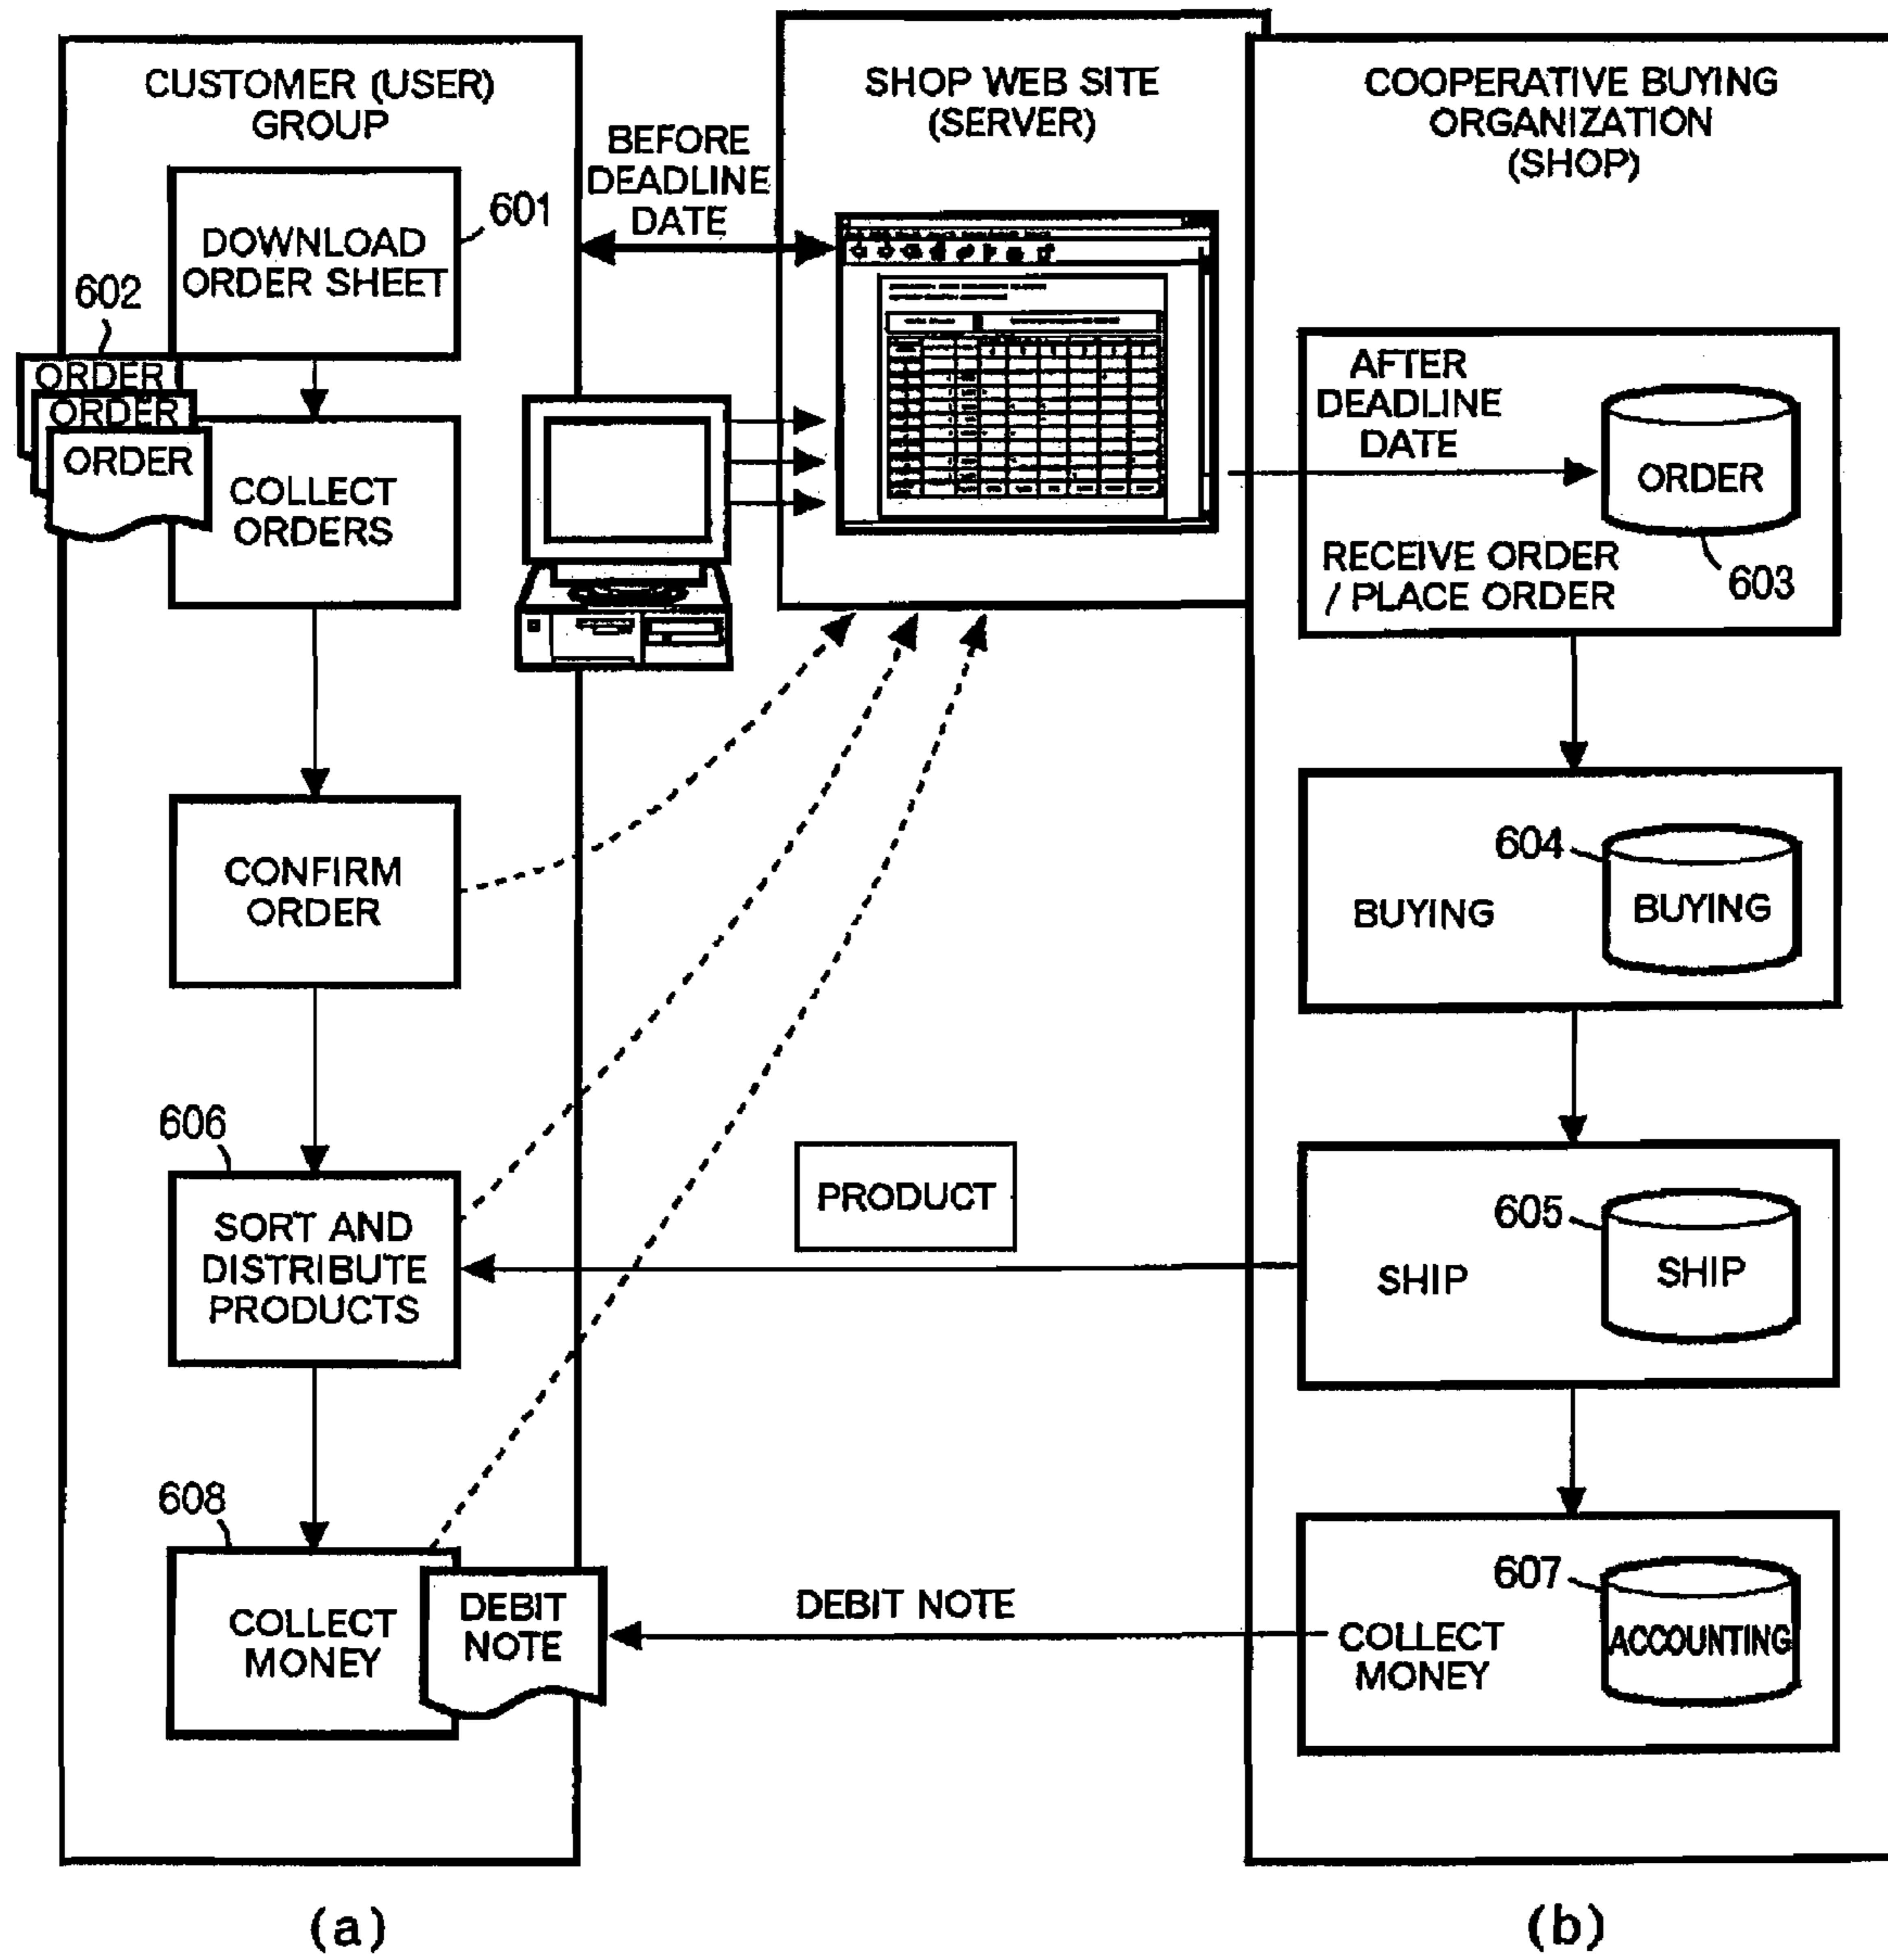 CUSTOMER (USER)
GROUP
DOWNLOAD
ORDER SHEET
601
602
ORDER
ORDER
ORDER
COLLECT
ORDERS
CONFIRM
ORDER
606
SORT AND
DISTRIBUTE
PRODUCTS
608
COLLECT
MONEY
DEBIT
NOTE
(a)
BEFORE
DEADLINE
DATE
SHOP WEB SITE
(SERVER)
PRODUCT
DEBIT NOTE
COOPERATIVE BUYING
ORGANIZATION
(SHOP)
AFTER
DEADLINE
DATE
ORDER
RECEIVE ORDER
/ PLACE ORDER
603
604
BUYING
BUYING
605
SHIP
SHIP
607
COLLECT
MONEY
ACCOUNTING
(b)